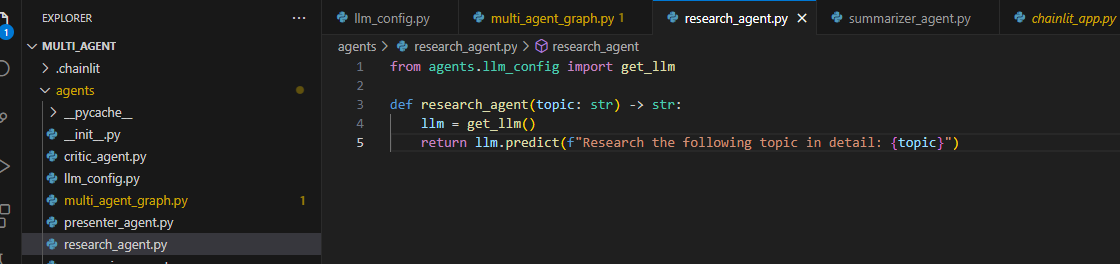 EXPLORER
llm_config.py
multi_agent_graph.py 1
research_agent.py
summarizer_agent.py
chainlit_app.py
1
MULTI_AGENT
agents > research_agent.py > research_agent
.chainlit
1 from agents.llm_config import get_llm
agents
2
__pycache__
3 def research_agent(topic: str) -> str:
__init__.py
4 llm = get_llm()
critic_agent.py
5 return llm.predict(f"Research the following topic in detail: {topic}")
llm_config.py
multi_agent_graph.py 1
presenter_agent.py
research_agent.py